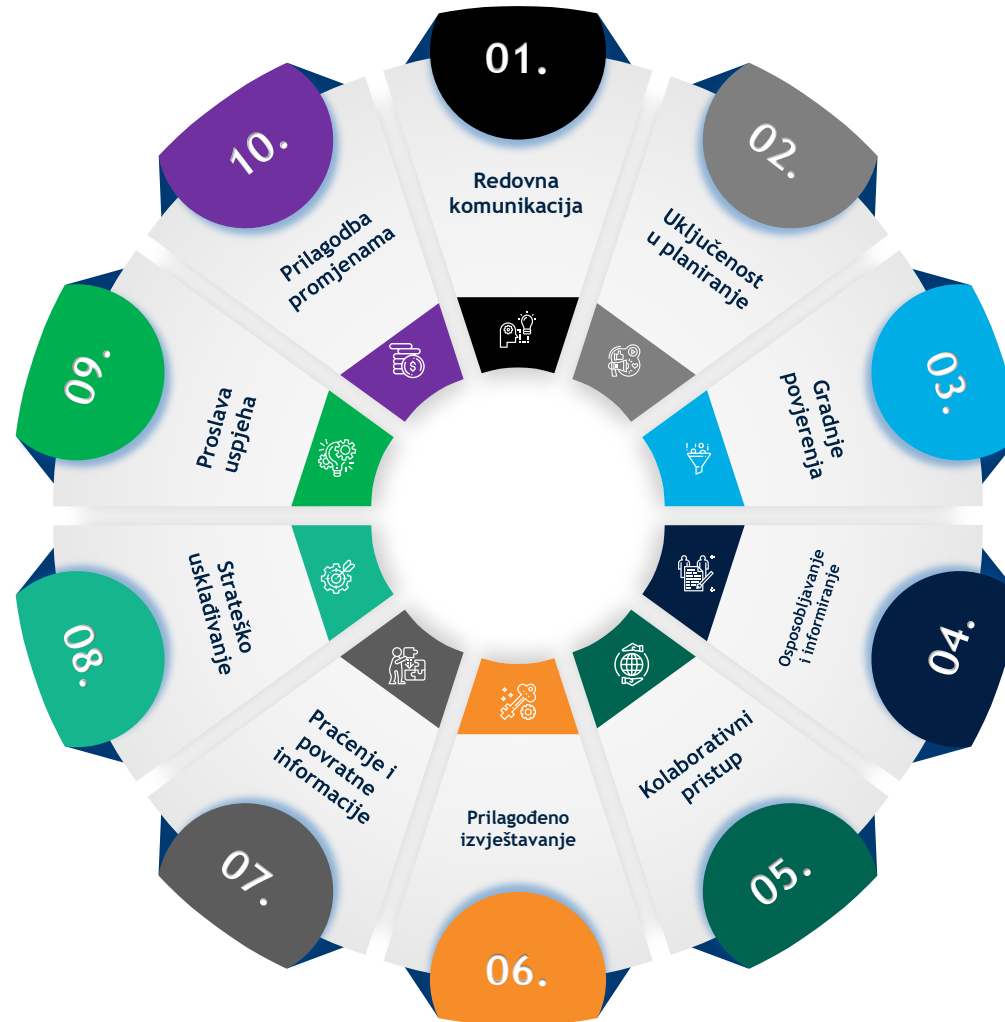 01.
Redovna
komunikacija
02.
Uključenost
u planiranje
03.
Gradnje
povjerenja
04.
Osposobljavanje
i informiranje
05.
Kolaborativni
pristup
06.
Prilagođeno
izvještavanje
07.
Praćenje i
povratne
informacije
08.
Strateško
usklađivanje
09.
Proslava
uspjeha
10.
Prilagodba
promjenama